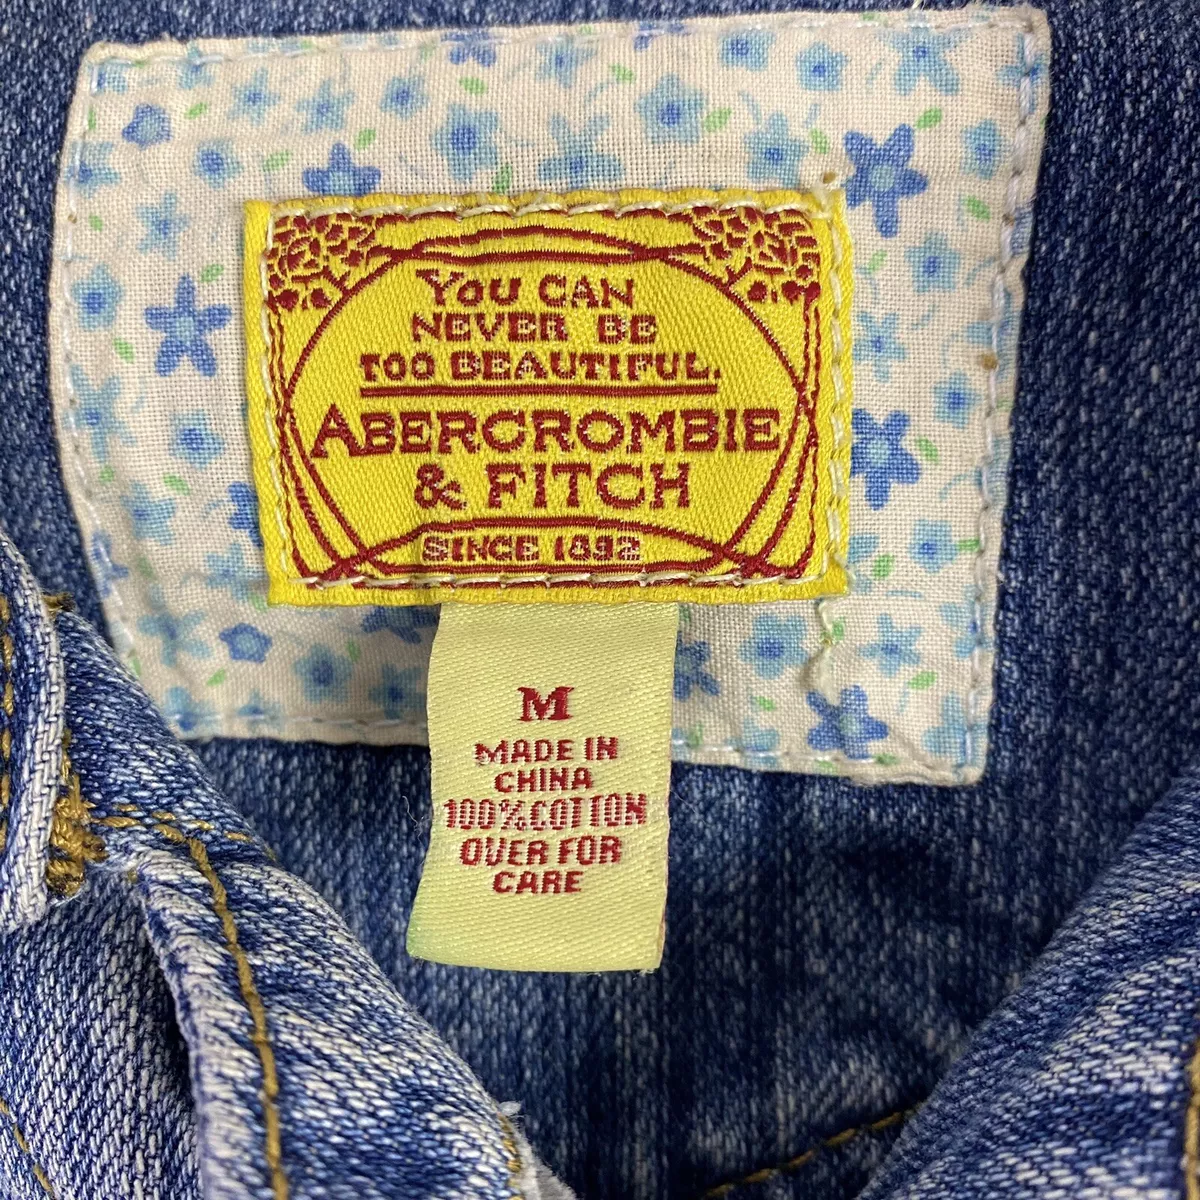 YOU CAN
NEVER BE
TOO BEAUTIFUL.
ABERCROMBIE
& FITCH
SINCE 1892
M
MADE IN
CHINA
100% COTTON
OVER FOR
CARE